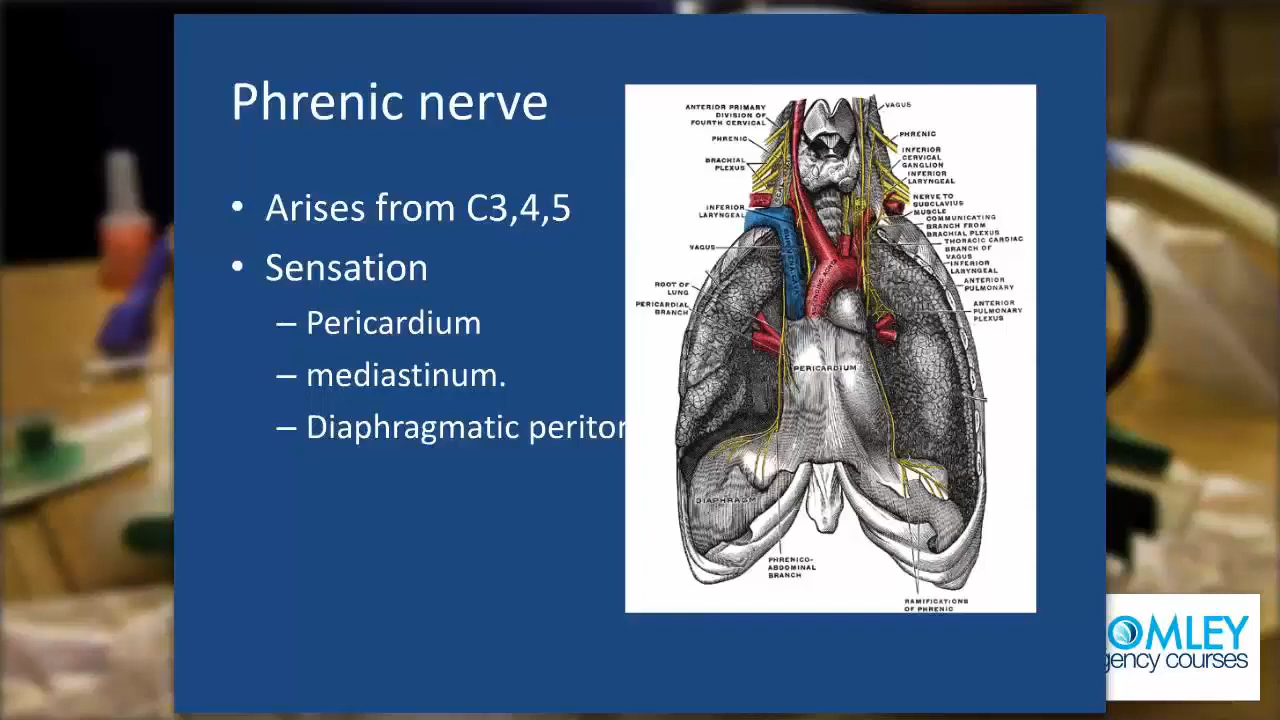 Phrenic nerve
• Arises from C3,4,5
• Sensation
– Pericardium
– mediastinum.
– Diaphragmatic periton
ANTERIOR PRIMARY
DIVISION OF
FOURTH CERVICAL
PHRENIC
BRACHIAL
PLEXUS
INFERIOR
LARYNGEAL
VAGUS
ROOT OF
LUNG
PERICARDIAL
BRANCH
VAGUS
PHRENIC
INFERIOR
CERVICAL
GANGLION
INFERIOR
LARYNGEAL
NERVE TO
SUBCLAVIUS
MUSCLE
COMMUNICATING
BRANCH FROM
BRACHIAL PLEXUS
THORACIC CARDIAC
BRANCH OF
VAGUS
INFERIOR
LARYNGEAL
ANTERIOR
PULMONARY
ANTERIOR
PULMONARY
PLEXUS
PERICARDIUM
DIAPHRAGM
PHRENICO-
ABDOMINAL
BRANCH
RAMIFICATIONS
OF PHRENIC
OMLEY
gency courses